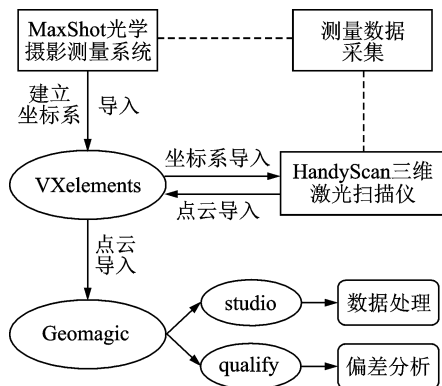 MaxShot光学
摄影测量系统
测量数据
采集
建立
坐标系
导入
坐标系导入
VXelements
HandyScan三维
激光扫描仪
点云导入
点云
导入
studio
数据处理
Geomagic
qualify
偏差分析